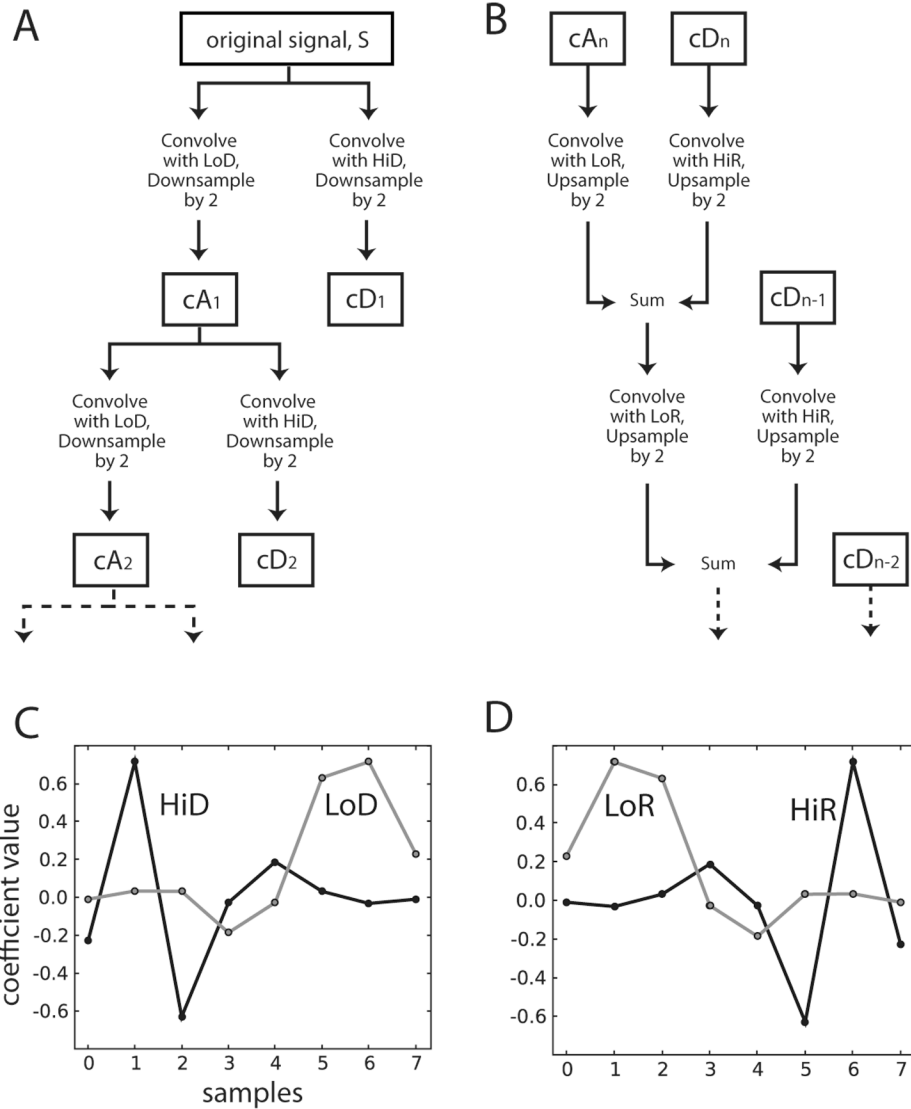 A
original signal, S
Convolve
with LoD,
Downsample
by 2
Convolve
with HiD,
Downsample
by 2
cA1
cD1
Convolve
with LoD,
Downsample
by 2
Convolve
with HiD,
Downsample
by 2
cA2
cD2
B
cAn
cDn
Convolve
with LoR,
Upsample
by 2
Convolve
with HiR,
Upsample
by 2
Sum
cDn-1
Convolve
with LoR,
Upsample
by 2
Convolve
with HiR,
Upsample
by 2
Sum
cDn-2
C
coefficient value
0.6
0.4
0.2
0.0
-0.2
-0.4
-0.6
HiD
LoD
0 1 2 3 4 5 6 7
samples
D
0.6
0.4
0.2
0.0
-0.2
-0.4
-0.6
LoR
HiR
0 1 2 3 4 5 6 7